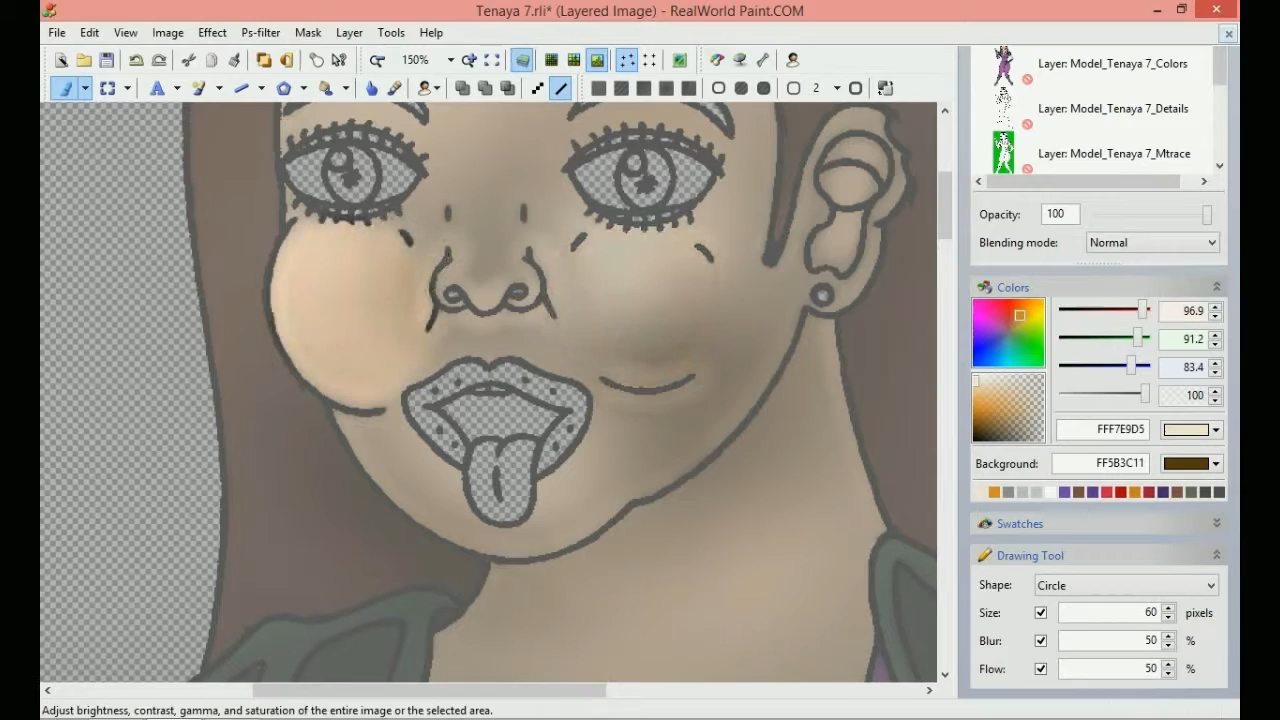 Tenaya 7.rli* (Layered Image) - RealWorld Paint.COM
File Edit View Image Effect Ps-filter Mask Layer Tools Help
150%
A
2
Layer: Model_Tenaya 7_Colors
Layer: Model_Tenaya 7_Details
Layer: Model_Tenaya 7_Mtrace
Opacity: 100
Blending mode: Normal
Colors
96.9
91.2
83.4
100
FFF7E9D5
Background: FF5B3C11
Swatches
Drawing Tool
Shape: Circle
Size: 60 pixels
Blur: 50 %
Flow: 50 %
Adjust brightness, contrast, gamma, and saturation of the entire image or the selected area.